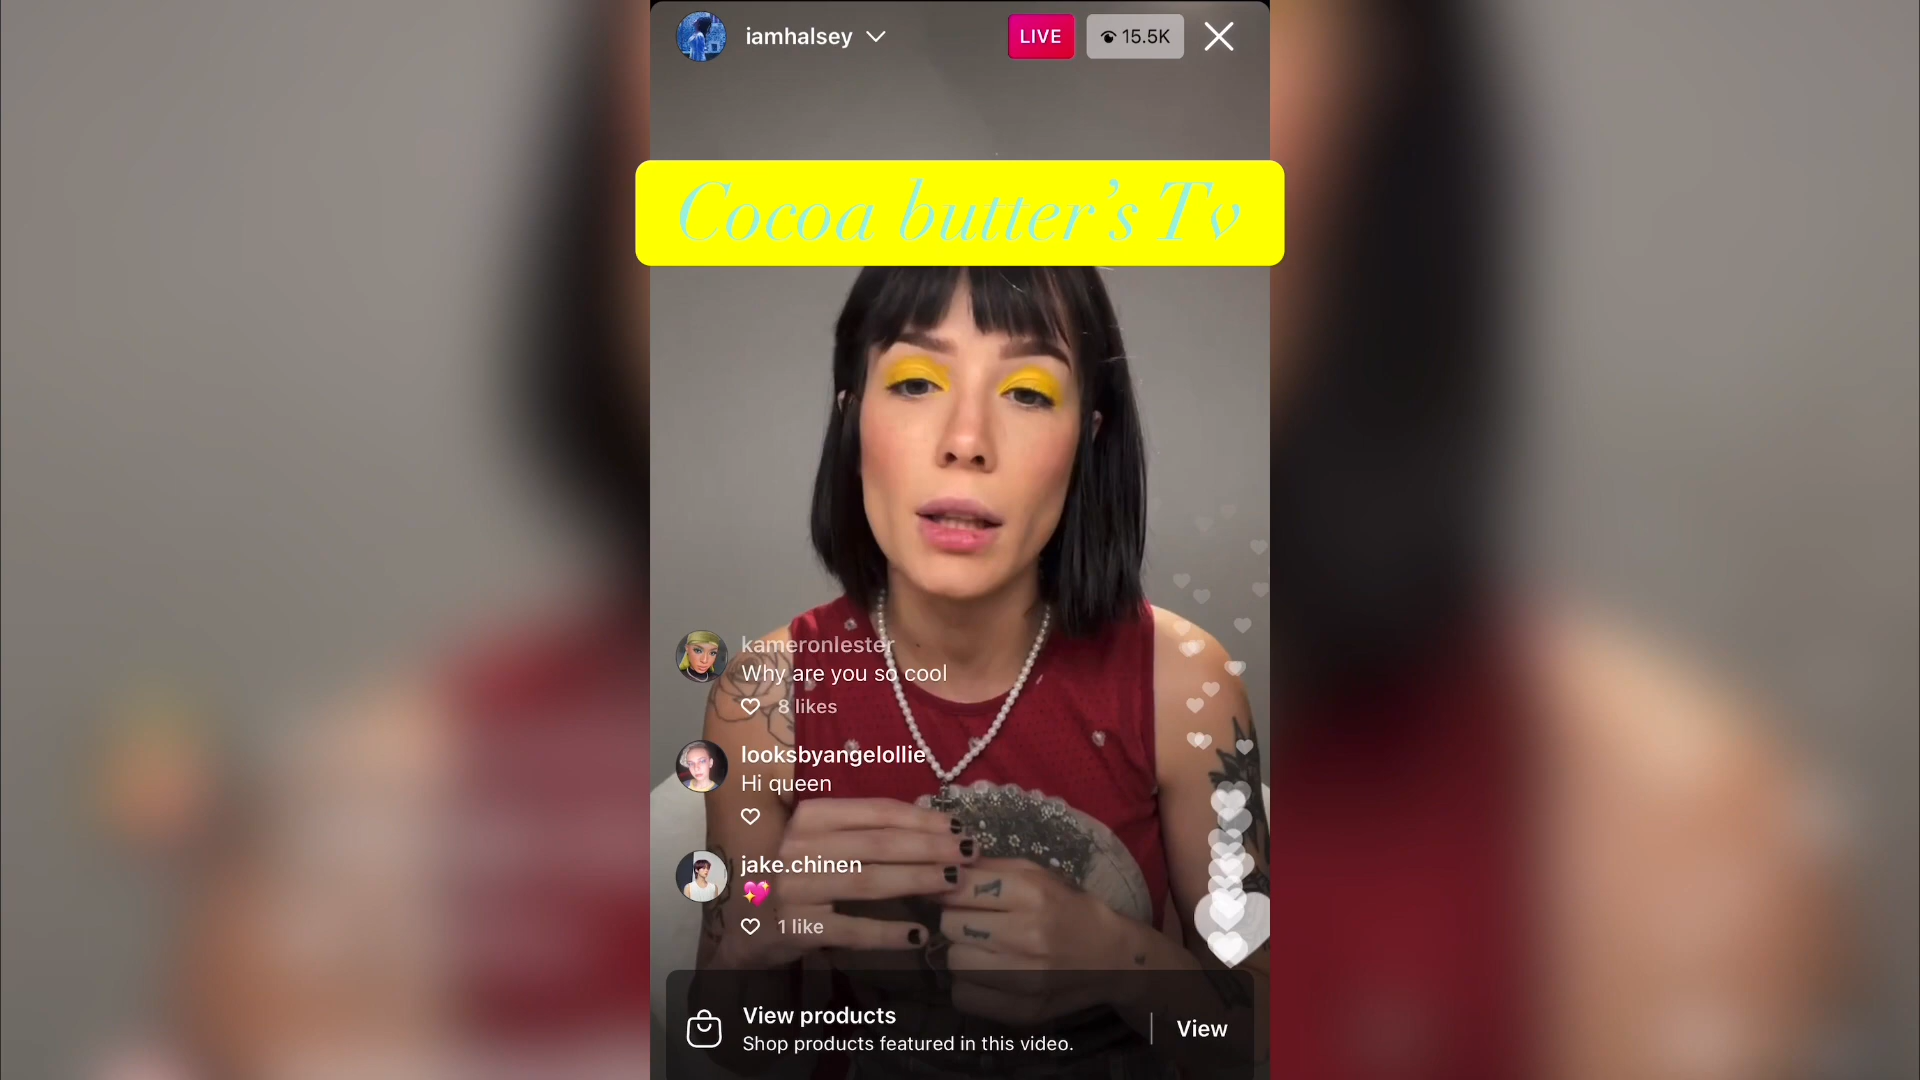 iamhalsey
LIVE
15.5K
Cocoa butter's Tv
kameronlester
Why are you so cool
8 likes
looksbyangelollie
Hi queen
jake.chinen
💖
1 like
View products
Shop products featured in this video.
View